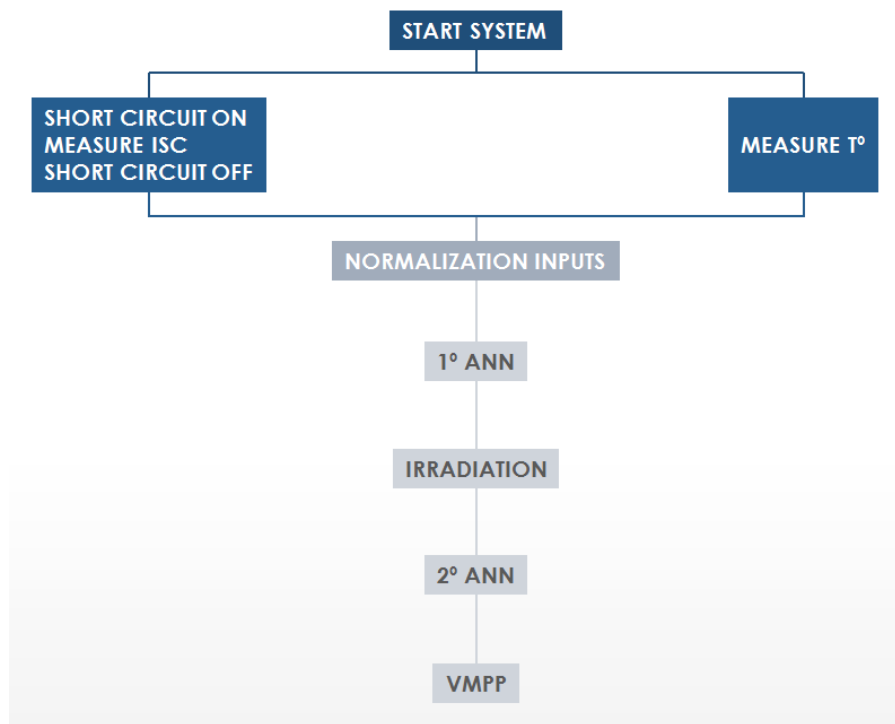 START SYSTEM
SHORT CIRCUIT ON
MEASURE ISC
SHORT CIRCUIT OFF
MEASURE Tº
NORMALIZATION INPUTS
1º ANN
IRRADIATION
2º ANN
VMPP